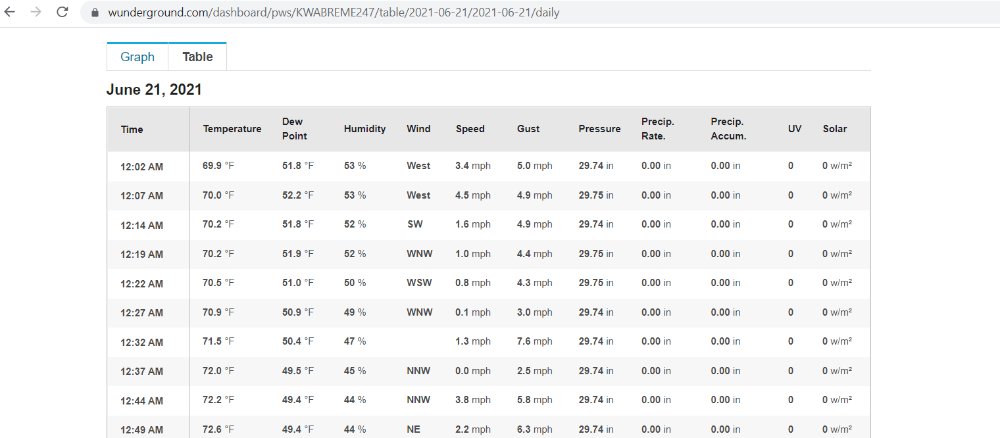 wunderground.com/dashboard/pws/KWABREME247/table/2021-06-21/2021-06-21/daily
Graph Table
June 21, 2021
Time Temperature Dew Point Humidity Wind Speed Gust Pressure Precip. Rate. Precip. Accum. UV Solar
12:02 AM 69.9 °F 51.8 °F 53 % West 3.4 mph 5.0 mph 29.74 in 0.00 in 0.00 in 0 0 w/m²
12:07 AM 70.0 °F 52.2 °F 53 % West 4.5 mph 4.9 mph 29.75 in 0.00 in 0.00 in 0 0 w/m²
12:14 AM 70.2 °F 51.8 °F 52 % SW 1.6 mph 4.9 mph 29.74 in 0.00 in 0.00 in 0 0 w/m²
12:19 AM 70.2 °F 51.9 °F 52 % WNW 1.0 mph 4.4 mph 29.75 in 0.00 in 0.00 in 0 0 w/m²
12:22 AM 70.5 °F 51.0 °F 50 % WSW 0.8 mph 4.3 mph 29.75 in 0.00 in 0.00 in 0 0 w/m²
12:27 AM 70.9 °F 50.9 °F 49 % WNW 0.1 mph 3.0 mph 29.74 in 0.00 in 0.00 in 0 0 w/m²
12:32 AM 71.5 °F 50.4 °F 47 % 1.3 mph 7.6 mph 29.74 in 0.00 in 0.00 in 0 0 w/m²
12:37 AM 72.0 °F 49.5 °F 45 % NNW 0.0 mph 2.5 mph 29.74 in 0.00 in 0.00 in 0 0 w/m²
12:44 AM 72.2 °F 49.4 °F 44 % NNW 3.8 mph 5.8 mph 29.74 in 0.00 in 0.00 in 0 0 w/m²
12:49 AM 72.6 °F 49.4 °F 44 % NE 2.2 mph 6.3 mph 29.74 in 0.00 in 0.00 in 0 0 w/m²